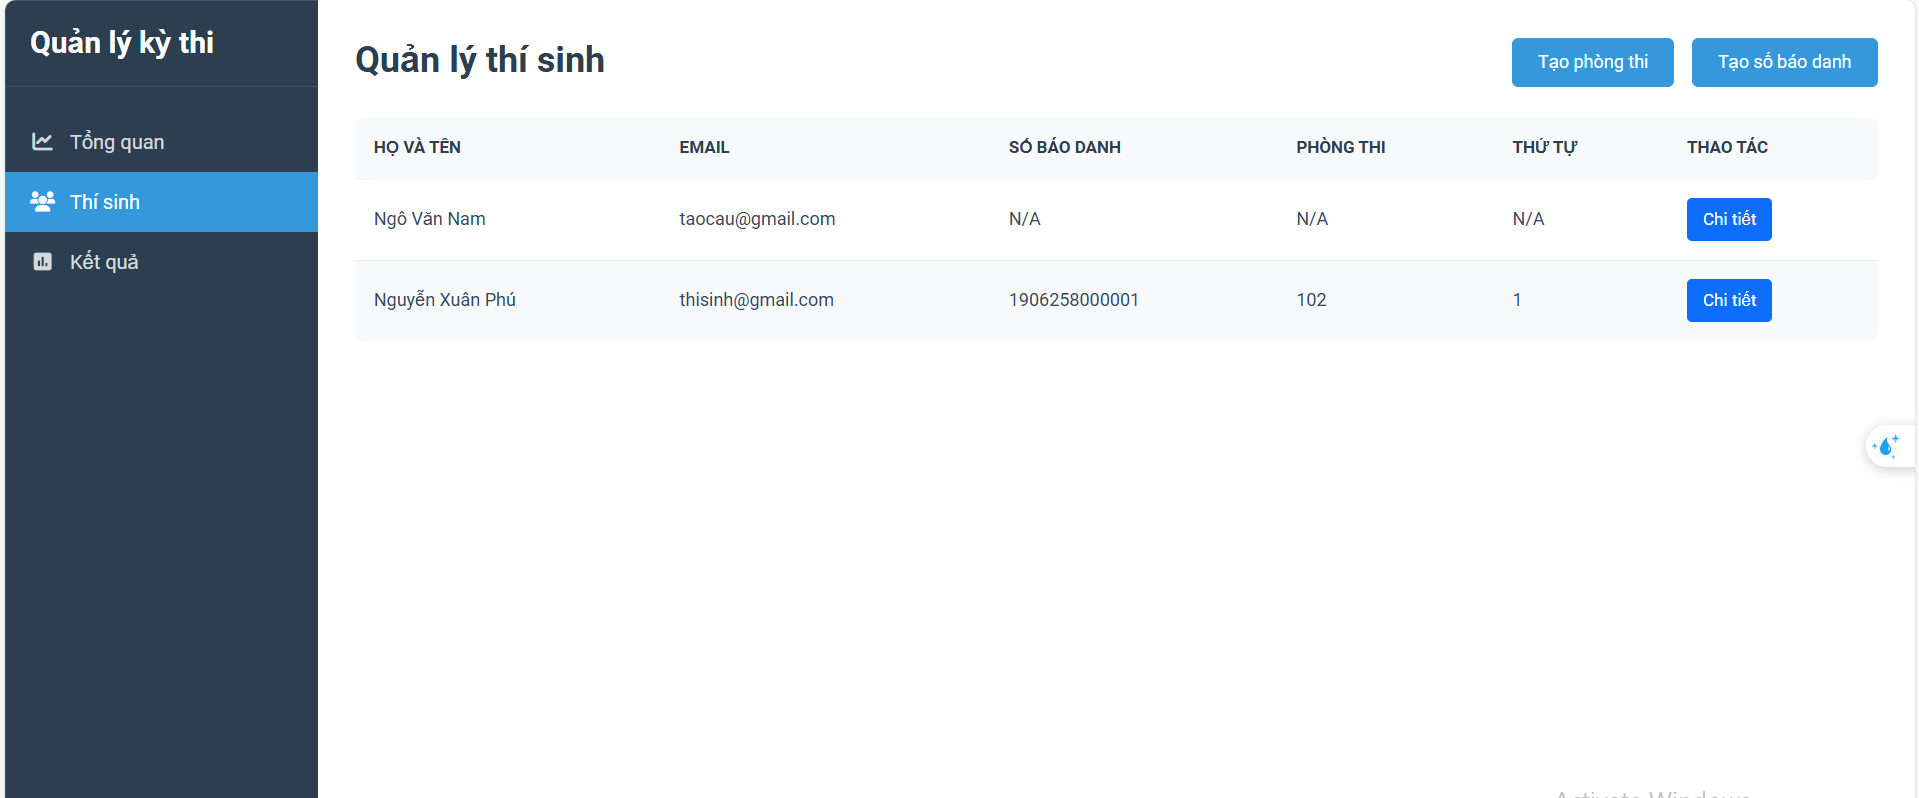 Quản lý kỳ thi
Tổng quan
Thí sinh
Kết quả
Quản lý thí sinh
Tạo phòng thi
Tạo số báo danh
HỌ VÀ TÊN EMAIL SỐ BÁO DANH PHÒNG THI THỨ TỰ THAO TÁC
Ngô Văn Nam taocau@gmail.com N/A N/A N/A Chi tiết
Nguyễn Xuân Phú thisinh@gmail.com 1906258000001 102 1 Chi tiết
Activate Windows